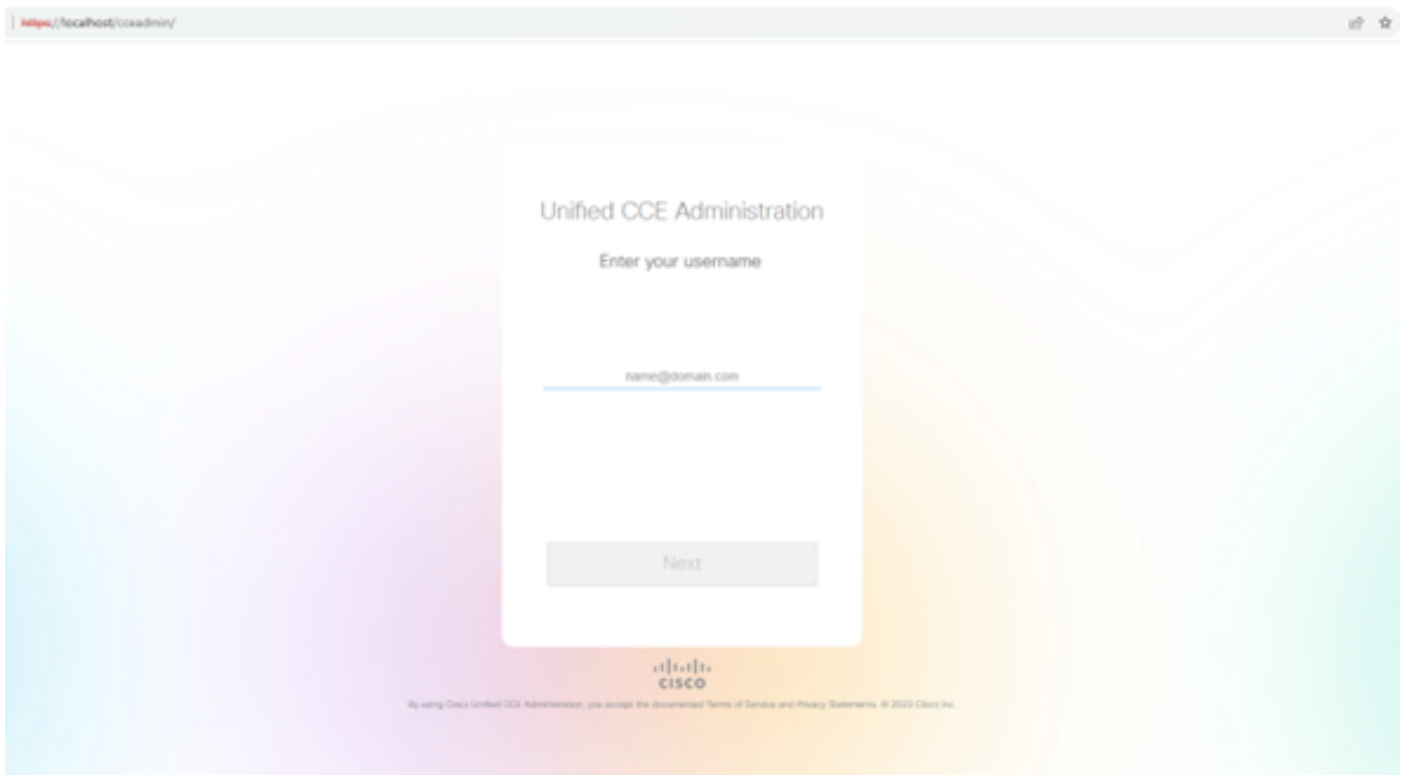 https://localhost/cceadmin/
Unified CCE Administration
Enter your username
name@domain.com
Next
CISCO
By using Cisco Unified CCE Administration, you accept the documented Terms of Service and Privacy Statements. © 2023 Cisco Inc.